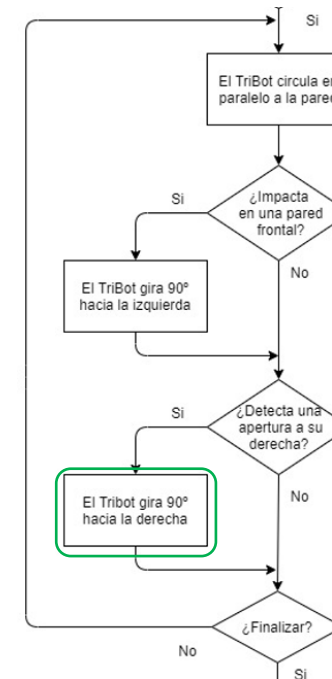 Si
El TriBot circula en
paralelo a la pared
¿Impacta
en una pared
frontal?
Si
No
El TriBot gira 90º
hacia la izquierda
¿Detecta una
apertura a su
derecha?
Si
No
El Tribot gira 90º
hacia la derecha
¿Finalizar?
No
Si